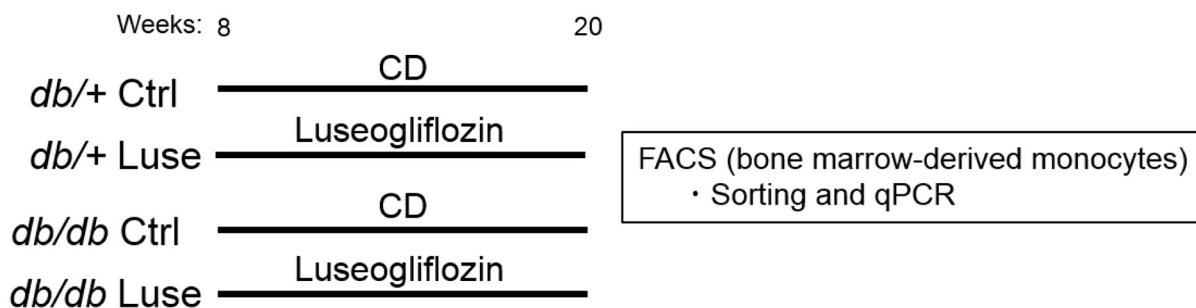 Weeks: 8 20
CD
db/+ Ctrl
Luseogliflozin
db/+ Luse
CD
db/db Ctrl
Luseogliflozin
db/db Luse
FACS (bone marrow-derived monocytes)
・Sorting and qPCR